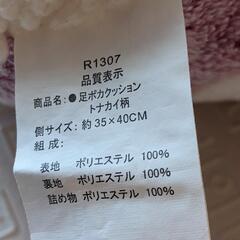 R1307
品質表示
商品名:●足ポカクッション
トナカイ柄
側サイズ:約35×40CM
組成:
表地 ポリエステル 100%
裏地 ポリエステル 100%
詰め物 ポリエステル 100%